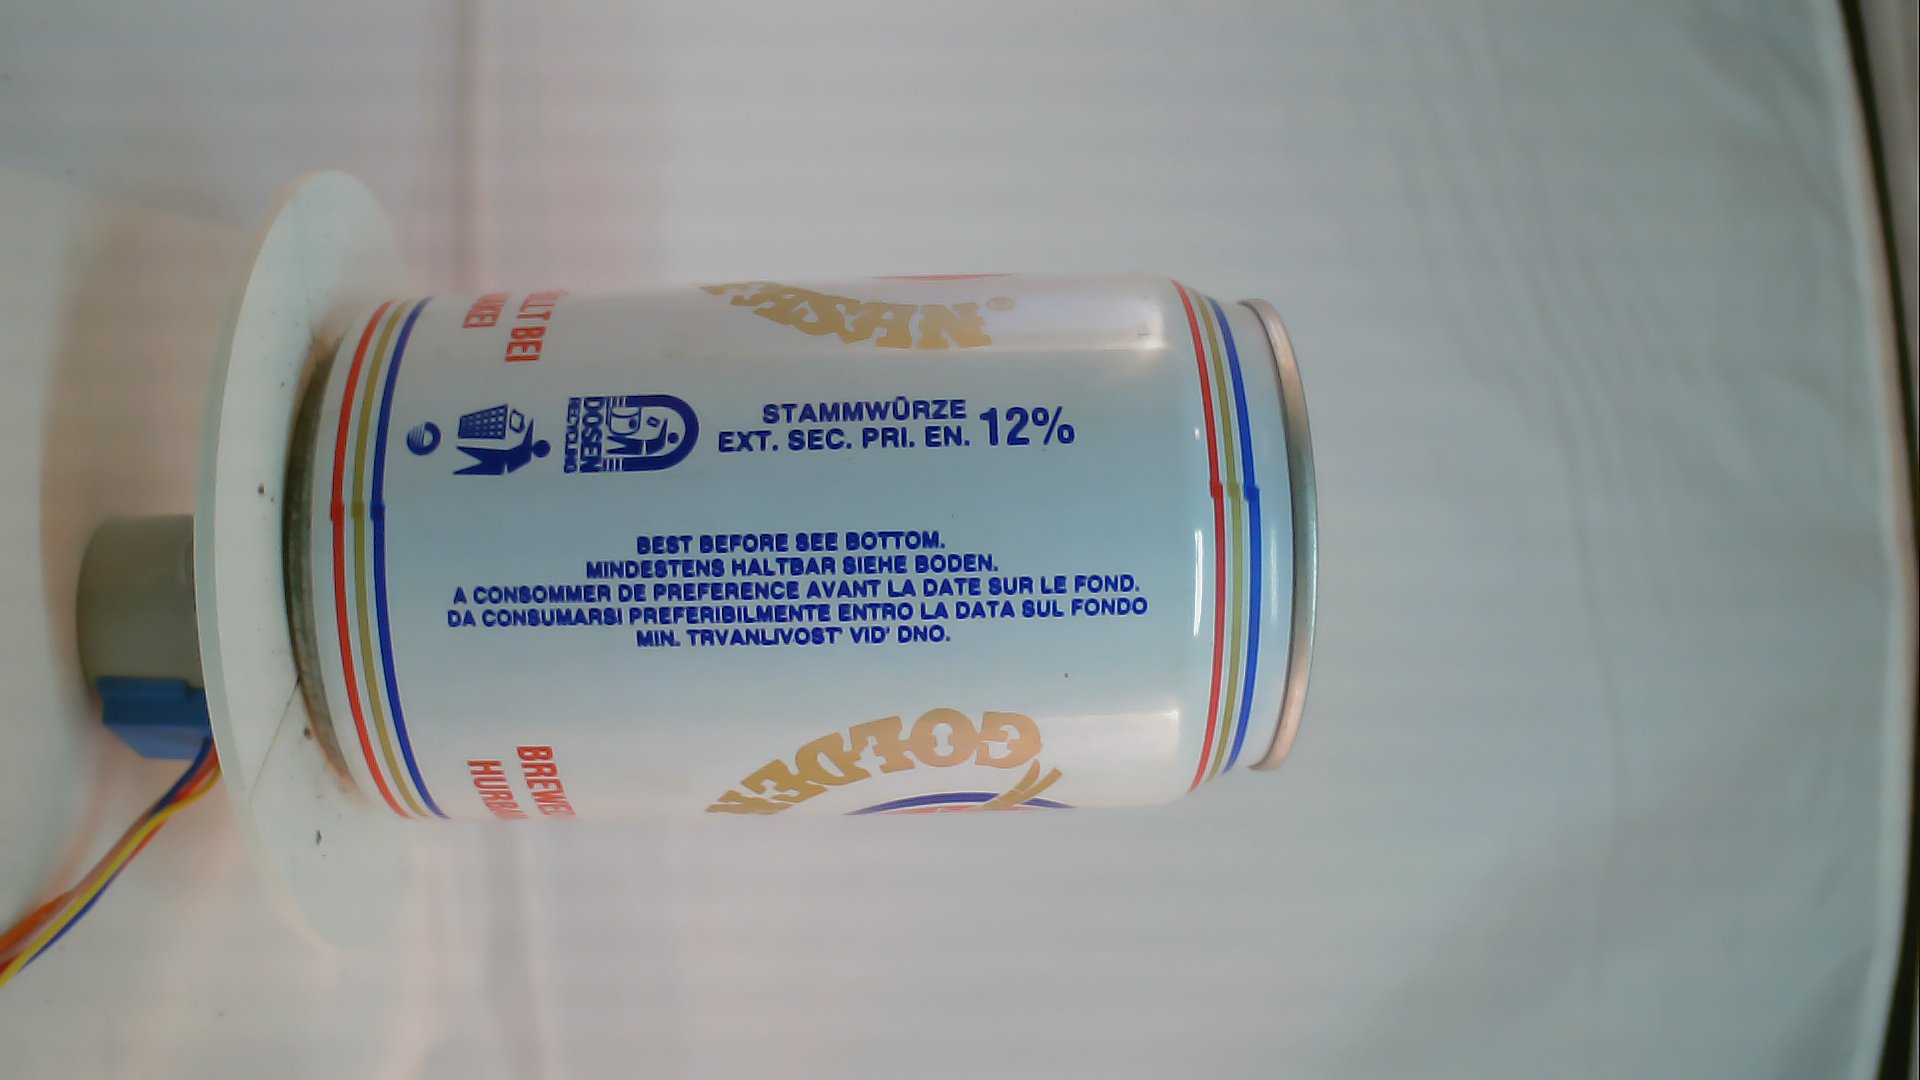 STAMMWÜRZE
EXT. SEC. PRI. EN. 12%
DOSEN
RECYCLING
BEST BEFORE SEE BOTTOM.
MINDESTENS HALTBAR SIEHE BODEN.
A CONSOMMER DE PREFERENCE AVANT LA DATE SUR LE FOND.
DA CONSUMARSI PREFERIBILMENTE ENTRO LA DATA SUL FONDO
MIN. TRVANLIVOST' VID' DNO.
BEI